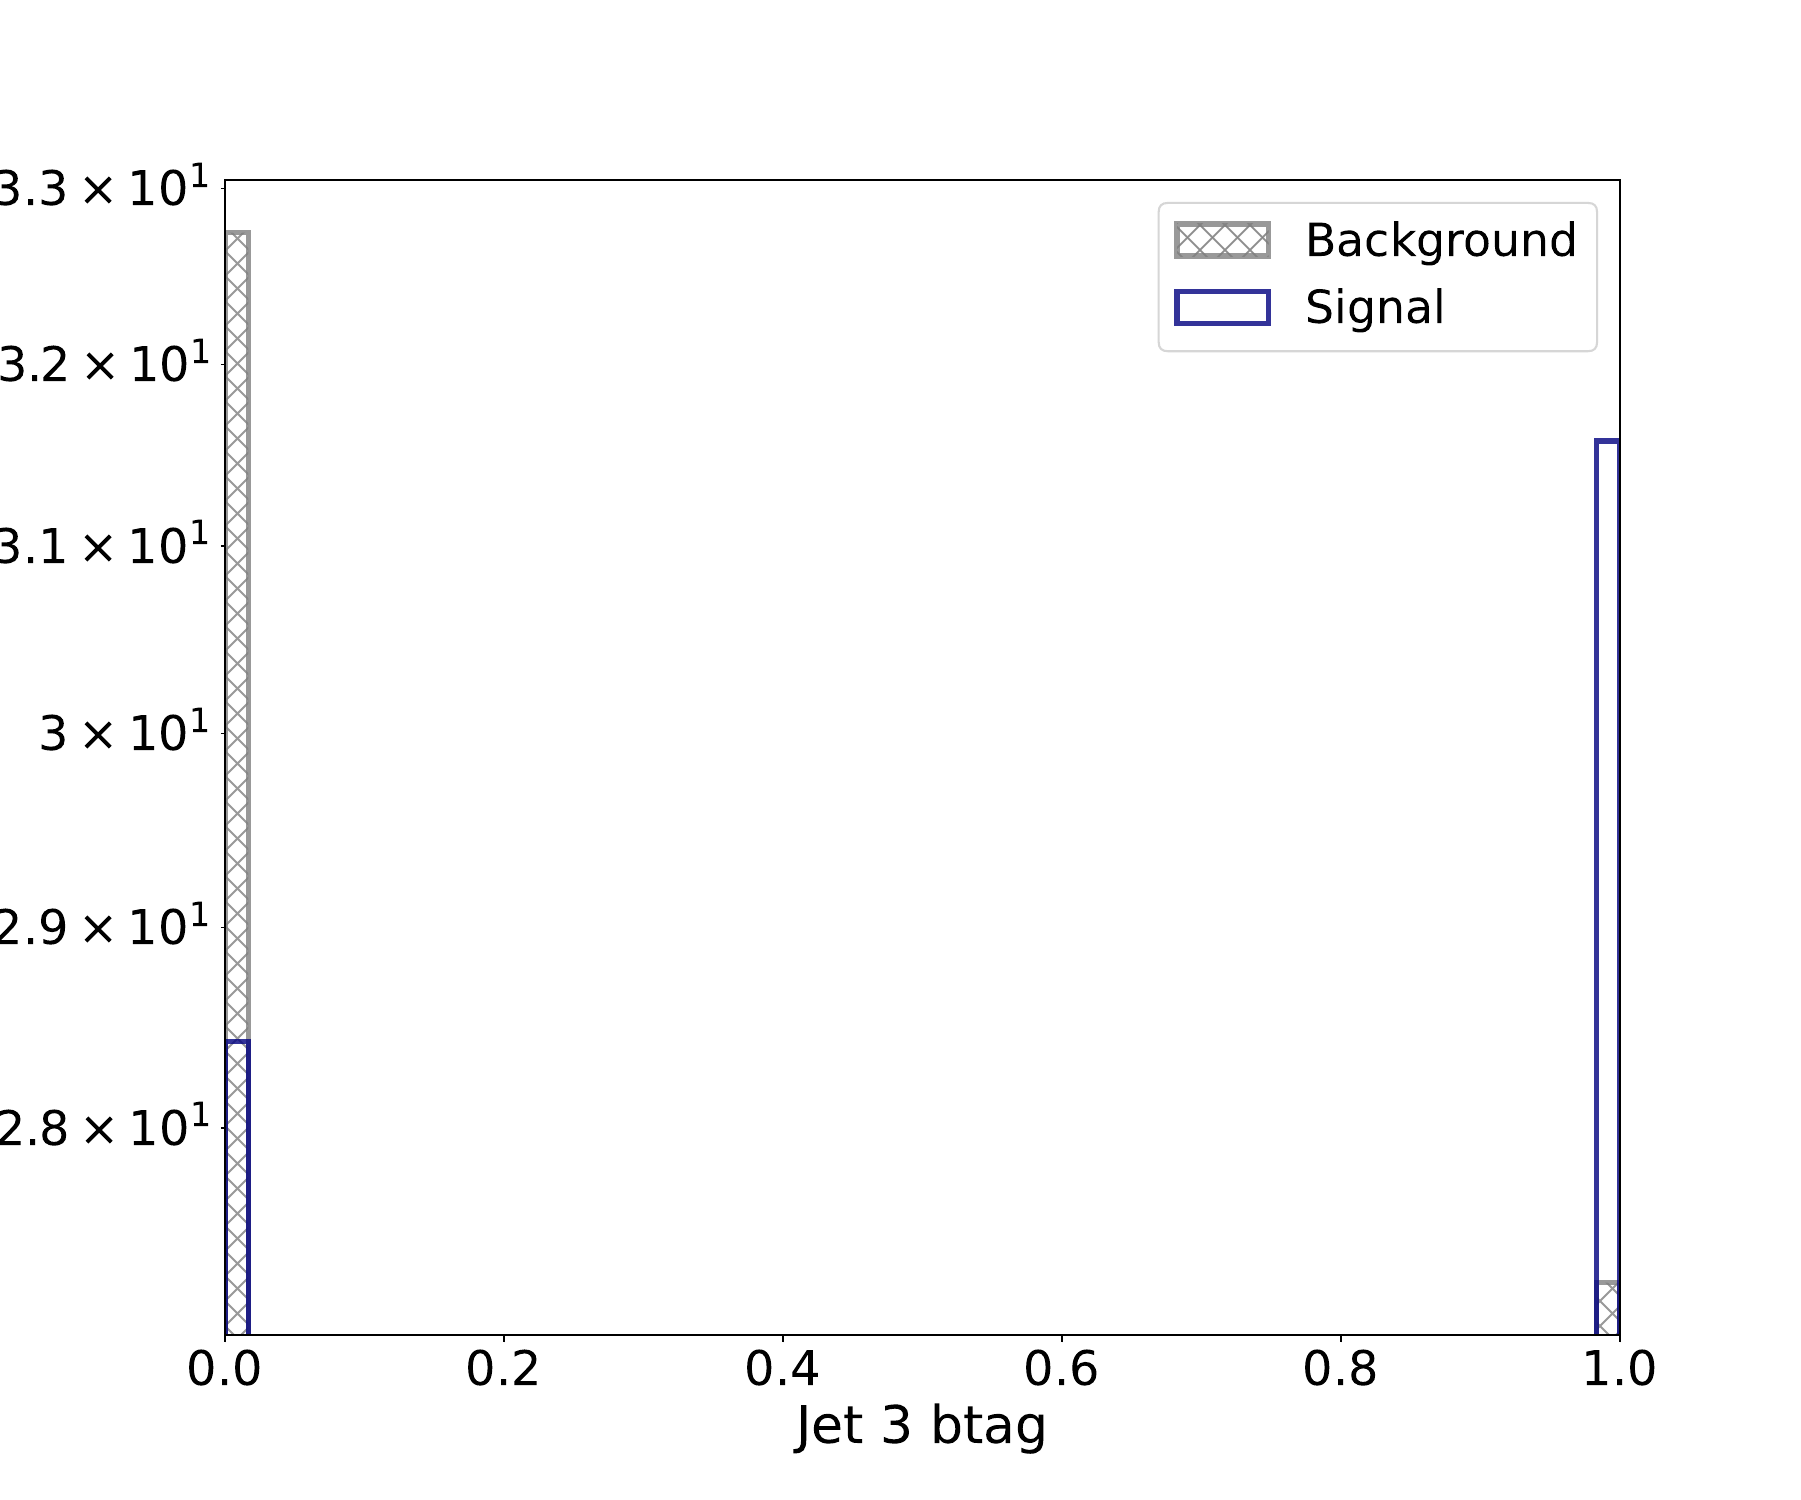 3.3 × 10¹
3.2 × 10¹
3.1 × 10¹
3 × 10¹
2.9 × 10¹
2.8 × 10¹
Background
Signal
0.0 0.2 0.4 0.6 0.8 1.0
Jet 3 btag